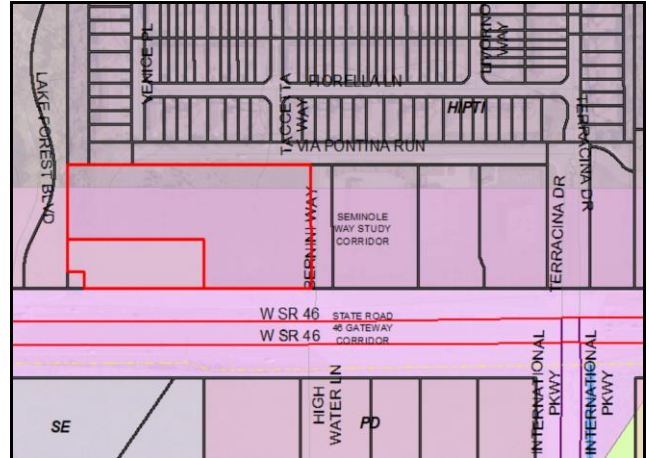 VENICE PL
LIVORNO
WAY
FIORELLA LN
TACCETTA
WAY
HIPTI
TERRACINA DR
LAKE FOREST BLVD
VIA PONTINA RUN
BERNINI WAY
SEMINOLE
WAY STUDY
CORRIDOR
TERRACINA DR
W SR 46
STATE ROAD
46 GATEWAY
CORRIDOR
W SR 46
HIGH
WATER LN
INTERNATIONAL
PKWY
INTERNATIONAL
PKWY
SE
PD